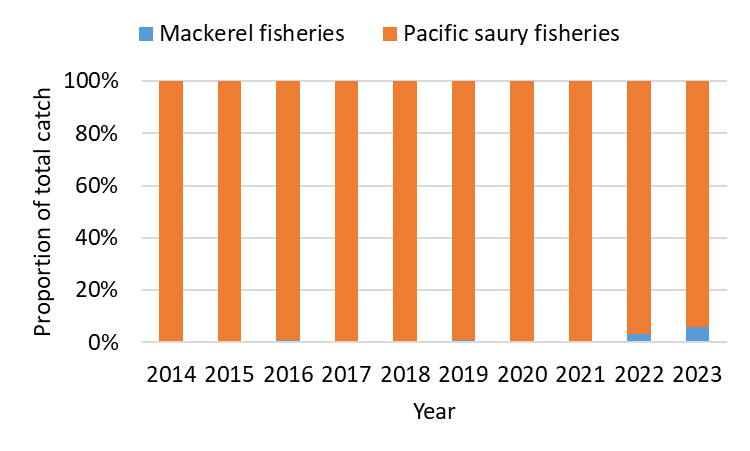 Mackerel fisheries Pacific saury fisheries
Proportion of total catch
100%
80%
60%
40%
20%
0%
2014 2015 2016 2017 2018 2019 2020 2021 2022 2023
Year